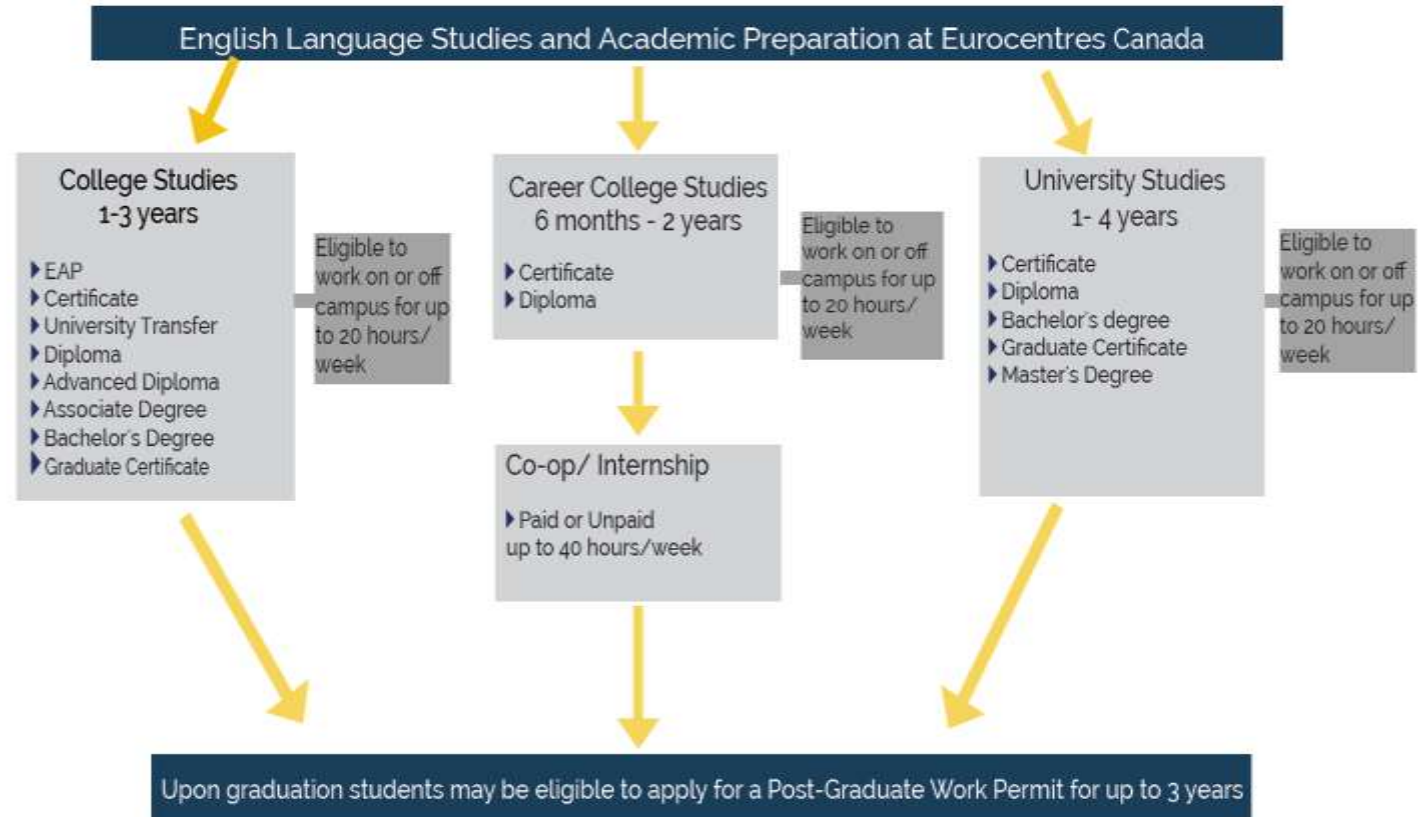 English Language Studies and Academic Preparation at Eurocentres Canada
College Studies
1-3 years
EAP
Certificate
University Transfer
Diploma
Advanced Diploma
Associate Degree
Bachelor's Degree
Graduate Certificate
Eligible to
work on or off
campus for up
to 20 hours/
week
Career College Studies
6 months - 2 years
Certificate
Diploma
Eligible to
work on or off
campus for up
to 20 hours/
week
Co-op/ Internship
Paid or Unpaid
up to 40 hours/week
University Studies
1- 4 years
Certificate
Diploma
Bachelor's degree
Graduate Certificate
Master's Degree
Eligible to
work on or off
campus for up
to 20 hours/
week
Upon graduation students may be eligible to apply for a Post-Graduate Work Permit for up to 3 years